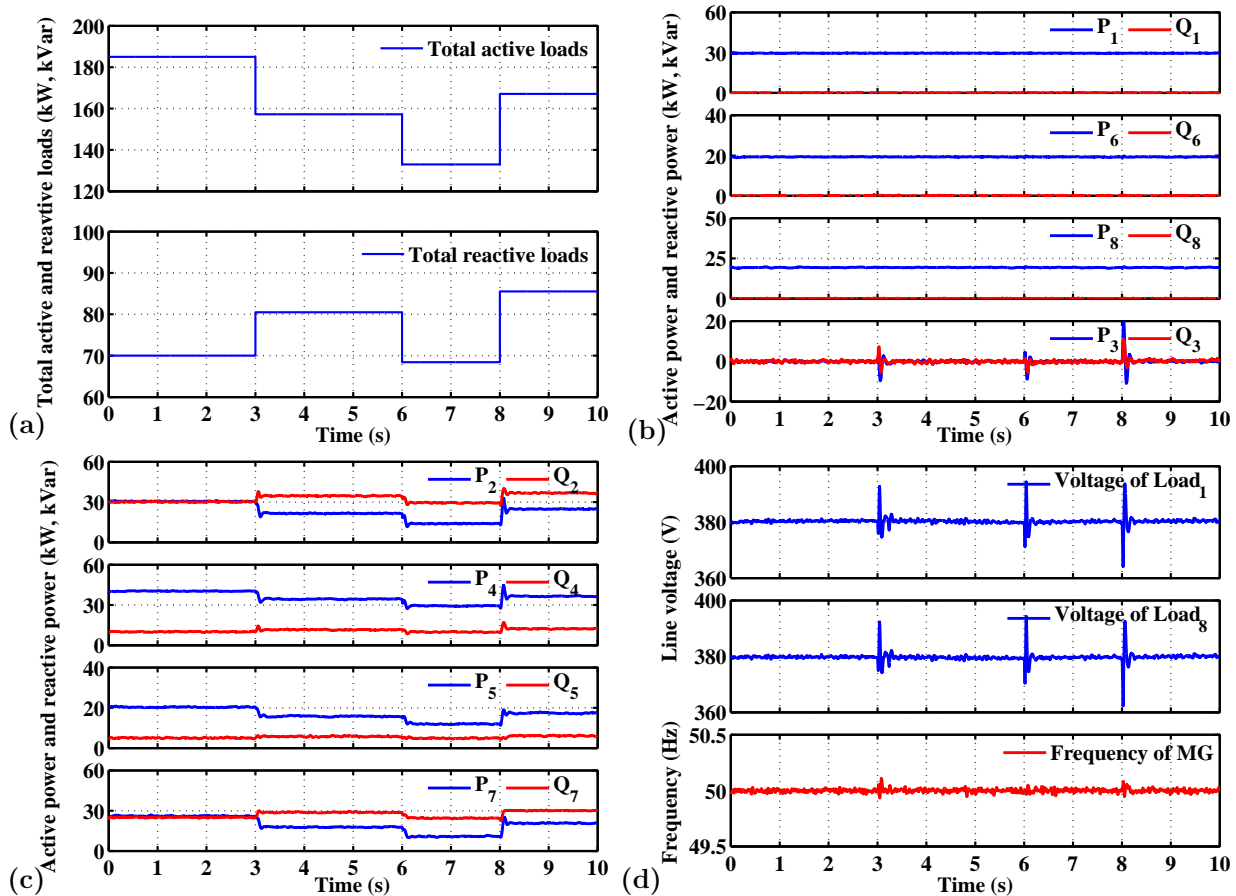 Total active and reavtive loads (kW, kVar)
200
180
160
140
120
Total active loads
100
90
80
70
60
Total reactive loads
0 1 2 3 4 5 6 7 8 9 10
Time (s)
(a)
Active power and reactive power (kW, kVar)
60
30
0
P1 Q1
40
20
0
P6 Q6
50
25
0
P8 Q8
20
0
−20
P3 Q3
0 1 2 3 4 5 6 7 8 9 10
Time (s)
(b)
Active power and reactive power (kW, kVar)
60
30
0
P2 Q2
60
30
0
P4 Q4
40
20
0
P5 Q5
60
30
0
P7 Q7
0 1 2 3 4 5 6 7 8 9 10
Time (s)
(c)
Line voltage (V)
400
380
360
Voltage of Load1
400
380
360
Voltage of Load8
Frequency (Hz)
50.5
50
49.5
Frequency of MG
0 1 2 3 4 5 6 7 8 9 10
Time (s)
(d)